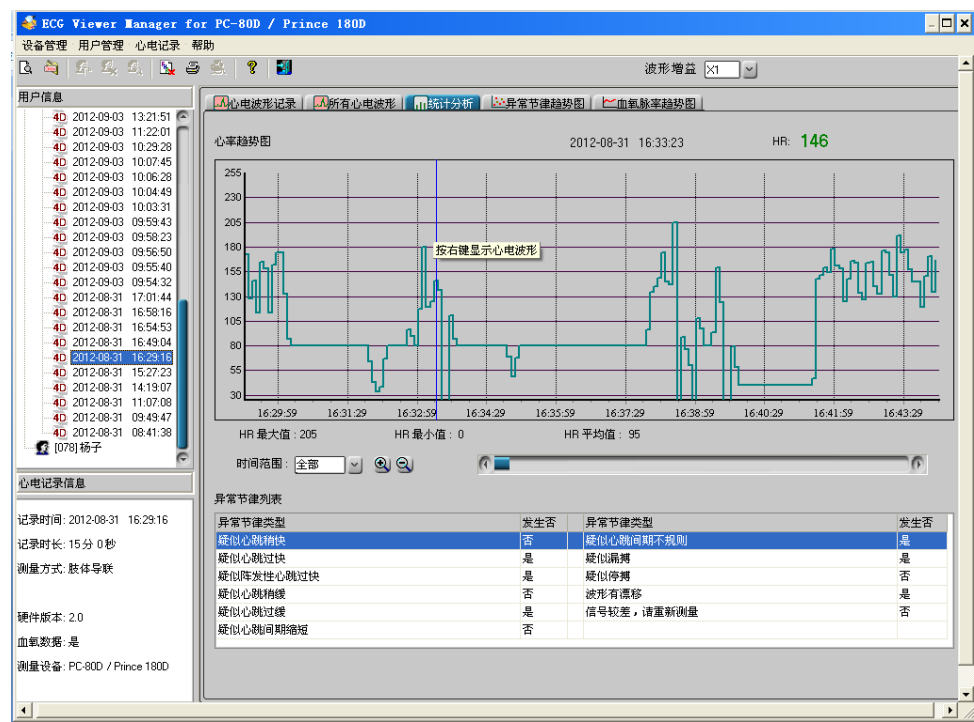 ECG Viewer Manager for PC-80D / Prince 180D
设备管理 用户管理 心电记录 帮助
波形增益 X1
用户信息
4D 2012-09-03 13:21:51
4D 2012-09-03 11:22:01
4D 2012-09-03 10:29:28
4D 2012-09-03 10:07:45
4D 2012-09-03 10:06:28
4D 2012-09-03 10:04:49
4D 2012-09-03 10:03:31
4D 2012-09-03 09:59:43
4D 2012-09-03 09:58:23
4D 2012-09-03 09:56:50
4D 2012-09-03 09:55:40
4D 2012-09-03 09:54:32
4D 2012-08-31 17:01:44
4D 2012-08-31 16:58:16
4D 2012-08-31 16:54:53
4D 2012-08-31 16:49:04
4D 2012-08-31 16:29:16
4D 2012-08-31 15:27:23
4D 2012-08-31 14:19:07
4D 2012-08-31 11:07:08
4D 2012-08-31 09:49:47
4D 2012-08-31 08:41:38
[078] 杨子
心电记录信息
记录时间: 2012-08-31 16:29:16
记录时长: 15分 0秒
测量方式: 肢体导联
硬件版本: 2.0
血氧数据: 是
测量设备: PC-80D / Prince 180D
心电波形记录 所有心电波形 统计分析 异常节律趋势图 血氧脉率趋势图
心率趋势图 2012-08-31 16:33:23 HR: 146
255
230
205
180
155
130
105
80
55
30
按右键显示心电波形
16:29:59 16:31:29 16:32:59 16:34:29 16:35:59 16:37:29 16:38:59 16:40:29 16:41:59 16:43:29
HR 最大值 : 205 HR 最小值 : 0 HR 平均值 : 95
时间范围 : 全部
异常节律列表
异常节律类型 发生否 异常节律类型 发生否
疑似心跳稍快 否 疑似心跳间期不规则 是
疑似心跳过快 是 疑似漏搏 是
疑似阵发性心跳过快 是 疑似停搏 否
疑似心跳稍缓 否 波形有漂移 是
疑似心跳过缓 是 信号较差，请重新测量 否
疑似心跳间期缩短 否